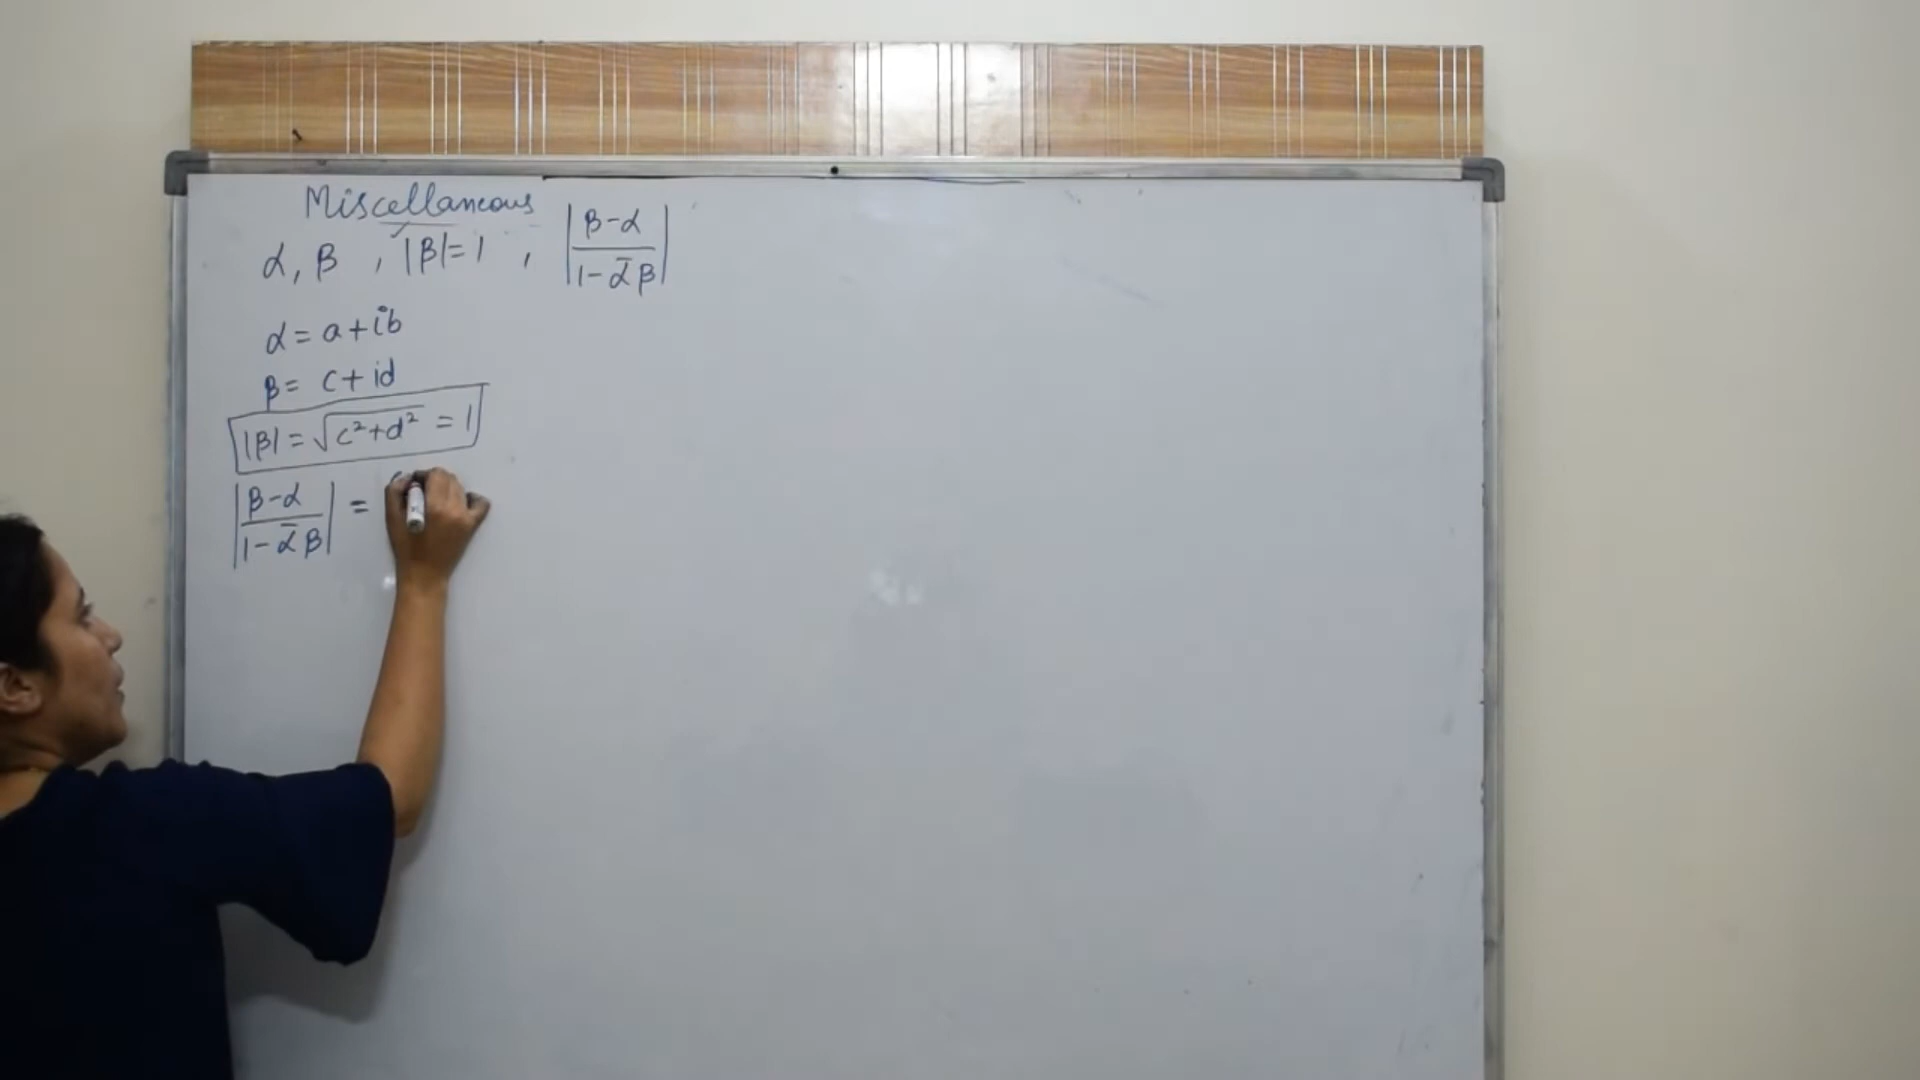 Miscellaneous
α, β , |β|=1 , |β-α / 1-ᾱβ|
α = a+ib
β = c+id
|β| = √c²+d² = 1
|β-α / 1-ᾱβ| =